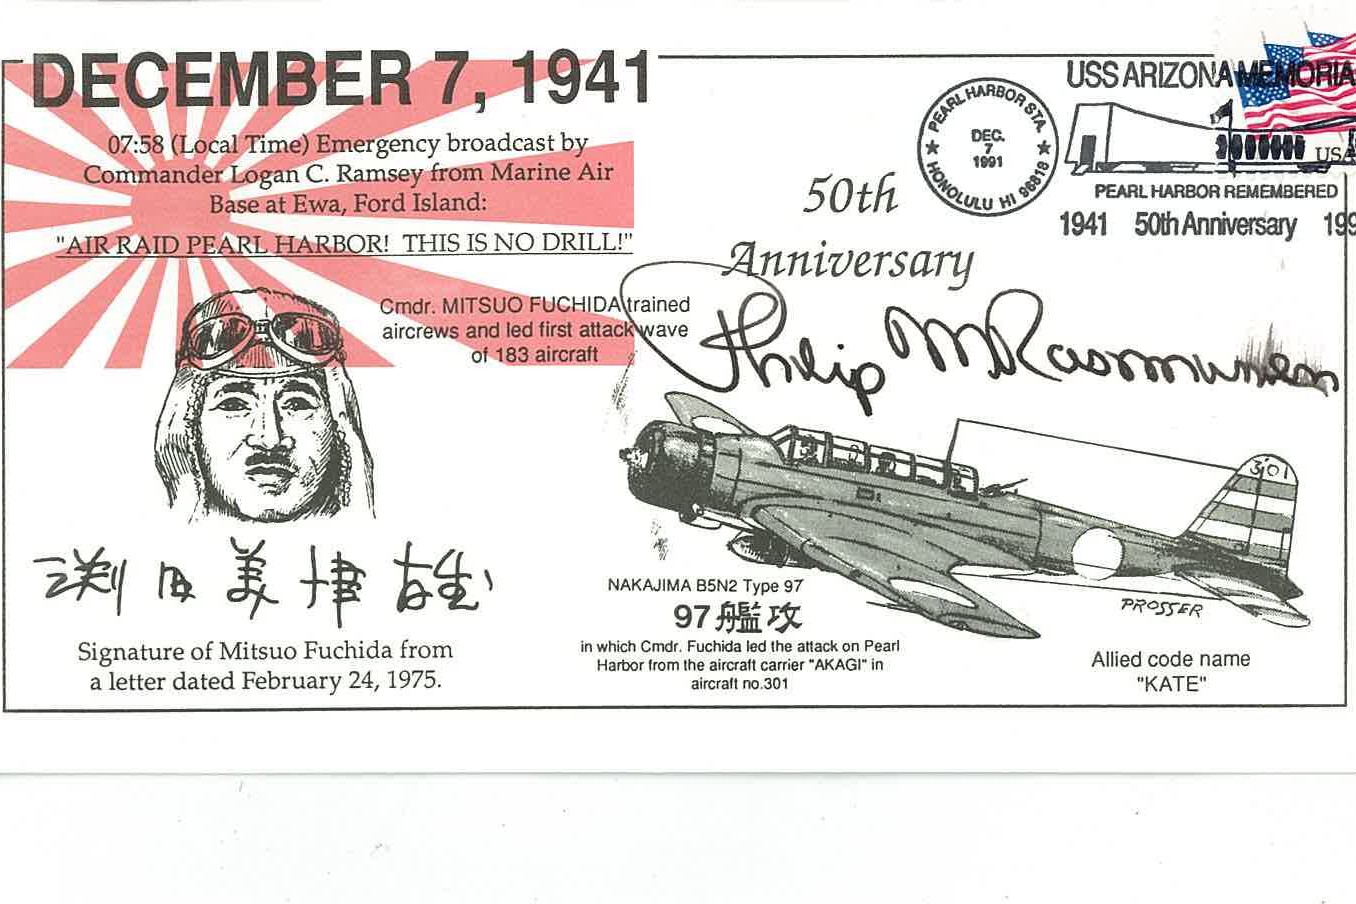 DECEMBER 7, 1941
07:58 (Local Time) Emergency broadcast by
Commander Logan C. Ramsey from Marine Air
Base at Ewa, Ford Island:
"AIR RAID PEARL HARBOR! THIS IS NO DRILL!"
Cmdr. MITSUO FUCHIDA trained
aircrews and led first attack wave
of 183 aircraft
渕田美津雄
Signature of Mitsuo Fuchida from
a letter dated February 24, 1975.
50th
Anniversary
PEARL HARBOR STA.
DEC.
7
1991
HONOLULU HI 96818
USS ARIZONA MEMORIA
USA
PEARL HARBOR REMEMBERED
1941 50th Anniversary 199
Philip M Rasmussen
301
NAKAJIMA B5N2 Type 97
97艦攻
in which Cmdr. Fuchida led the attack on Pearl
Harbor from the aircraft carrier "AKAGI" in
aircraft no.301
PROSSER
Allied code name
"KATE"